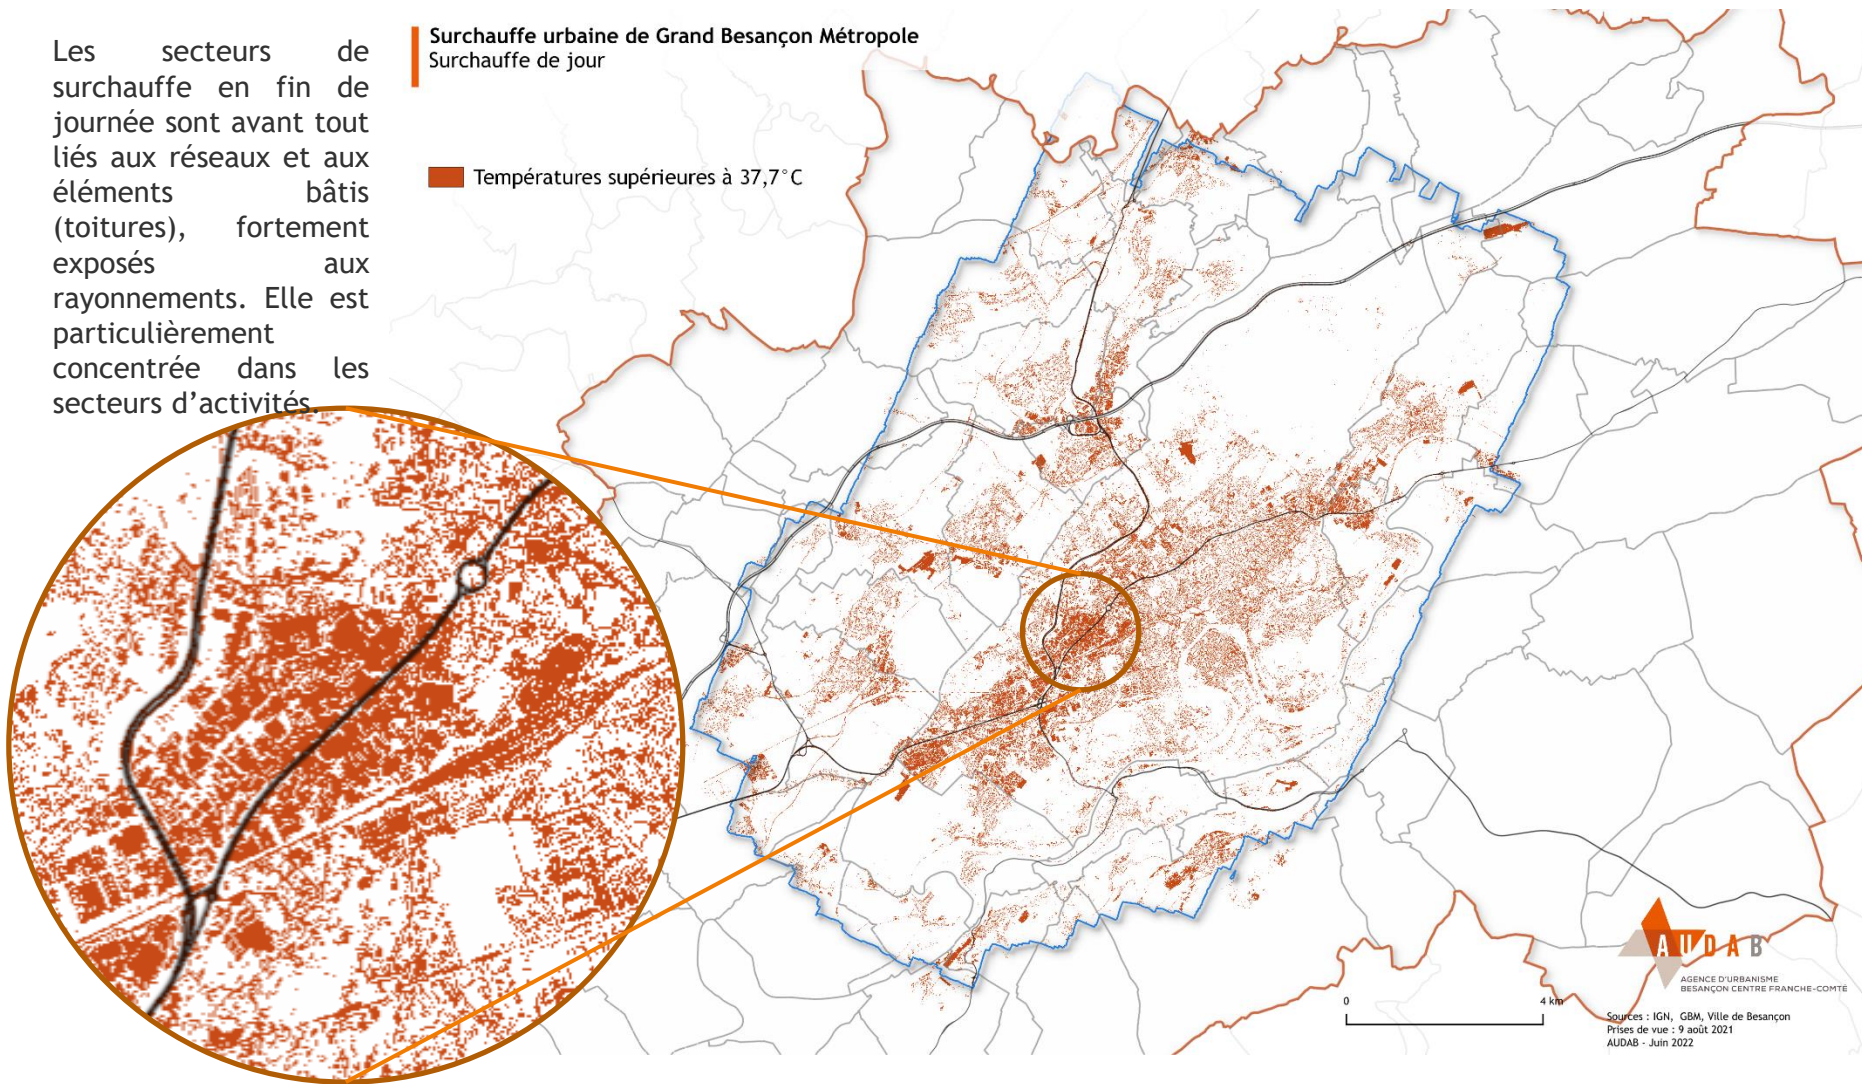 Les secteurs de
surchauffe en fin de
journée sont avant tout
liés aux réseaux et aux
éléments bâtis
(toitures), fortement
exposés aux
rayonnements. Elle est
particulièrement
concentrée dans les
secteurs d’activités.
Surchauffe urbaine de Grand Besançon Métropole
Surchauffe de jour
Températures supérieures à 37,7°C
AUDAB
AGENCE D'URBANISME
BESANÇON CENTRE FRANCHE-COMTÉ
0 4 km
Sources : IGN, GBM, Ville de Besançon
Prises de vue : 9 août 2021
AUDAB - Juin 2022